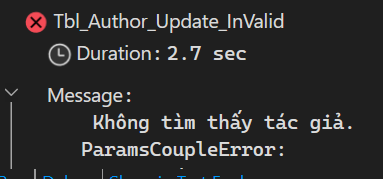 Tbl_Author_Update_InValid
Duration: 2.7 sec
Message:
Không tìm thấy tác giả.
ParamsCoupleError: